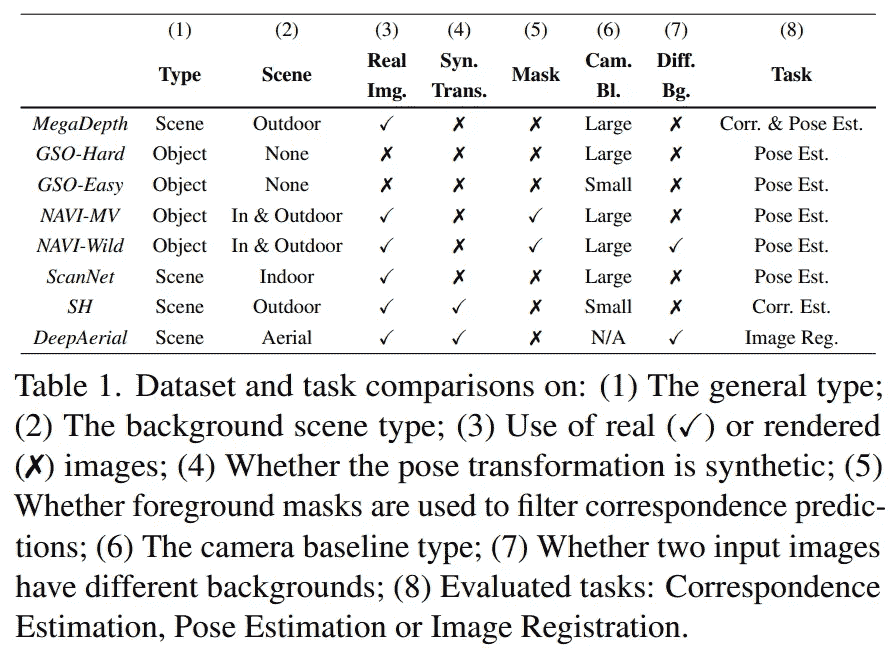 (1) (2) (3) (4) (5) (6) (7) (8)
Type Scene Real Img. Syn. Trans. Mask Cam. Bl. Diff. Bg. Task
MegaDepth Scene Outdoor ✓ ✗ ✗ Large ✗ Corr. & Pose Est.
GSO-Hard Object None ✗ ✗ ✗ Large ✗ Pose Est.
GSO-Easy Object None ✗ ✗ ✗ Small ✗ Pose Est.
NAVI-MV Object In & Outdoor ✓ ✗ ✓ Large ✗ Pose Est.
NAVI-Wild Object In & Outdoor ✓ ✗ ✓ Large ✓ Pose Est.
ScanNet Scene Indoor ✓ ✗ ✗ Large ✗ Pose Est.
SH Scene Outdoor ✓ ✓ ✗ Small ✗ Corr. Est.
DeepAerial Scene Aerial ✓ ✓ ✗ N/A ✓ Image Reg.
Table 1. Dataset and task comparisons on: (1) The general type;
(2) The background scene type; (3) Use of real (✓) or rendered
(✗) images; (4) Whether the pose transformation is synthetic; (5)
Whether foreground masks are used to filter correspondence predic-
tions; (6) The camera baseline type; (7) Whether two input images
have different backgrounds; (8) Evaluated tasks: Correspondence
Estimation, Pose Estimation or Image Registration.